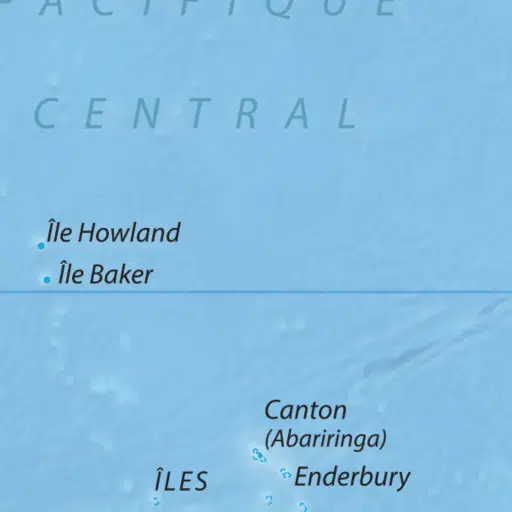 PACIFIQUE
CENTRAL
Île Howland
Île Baker
Canton
(Abariringa)
Enderbury
ÎLES